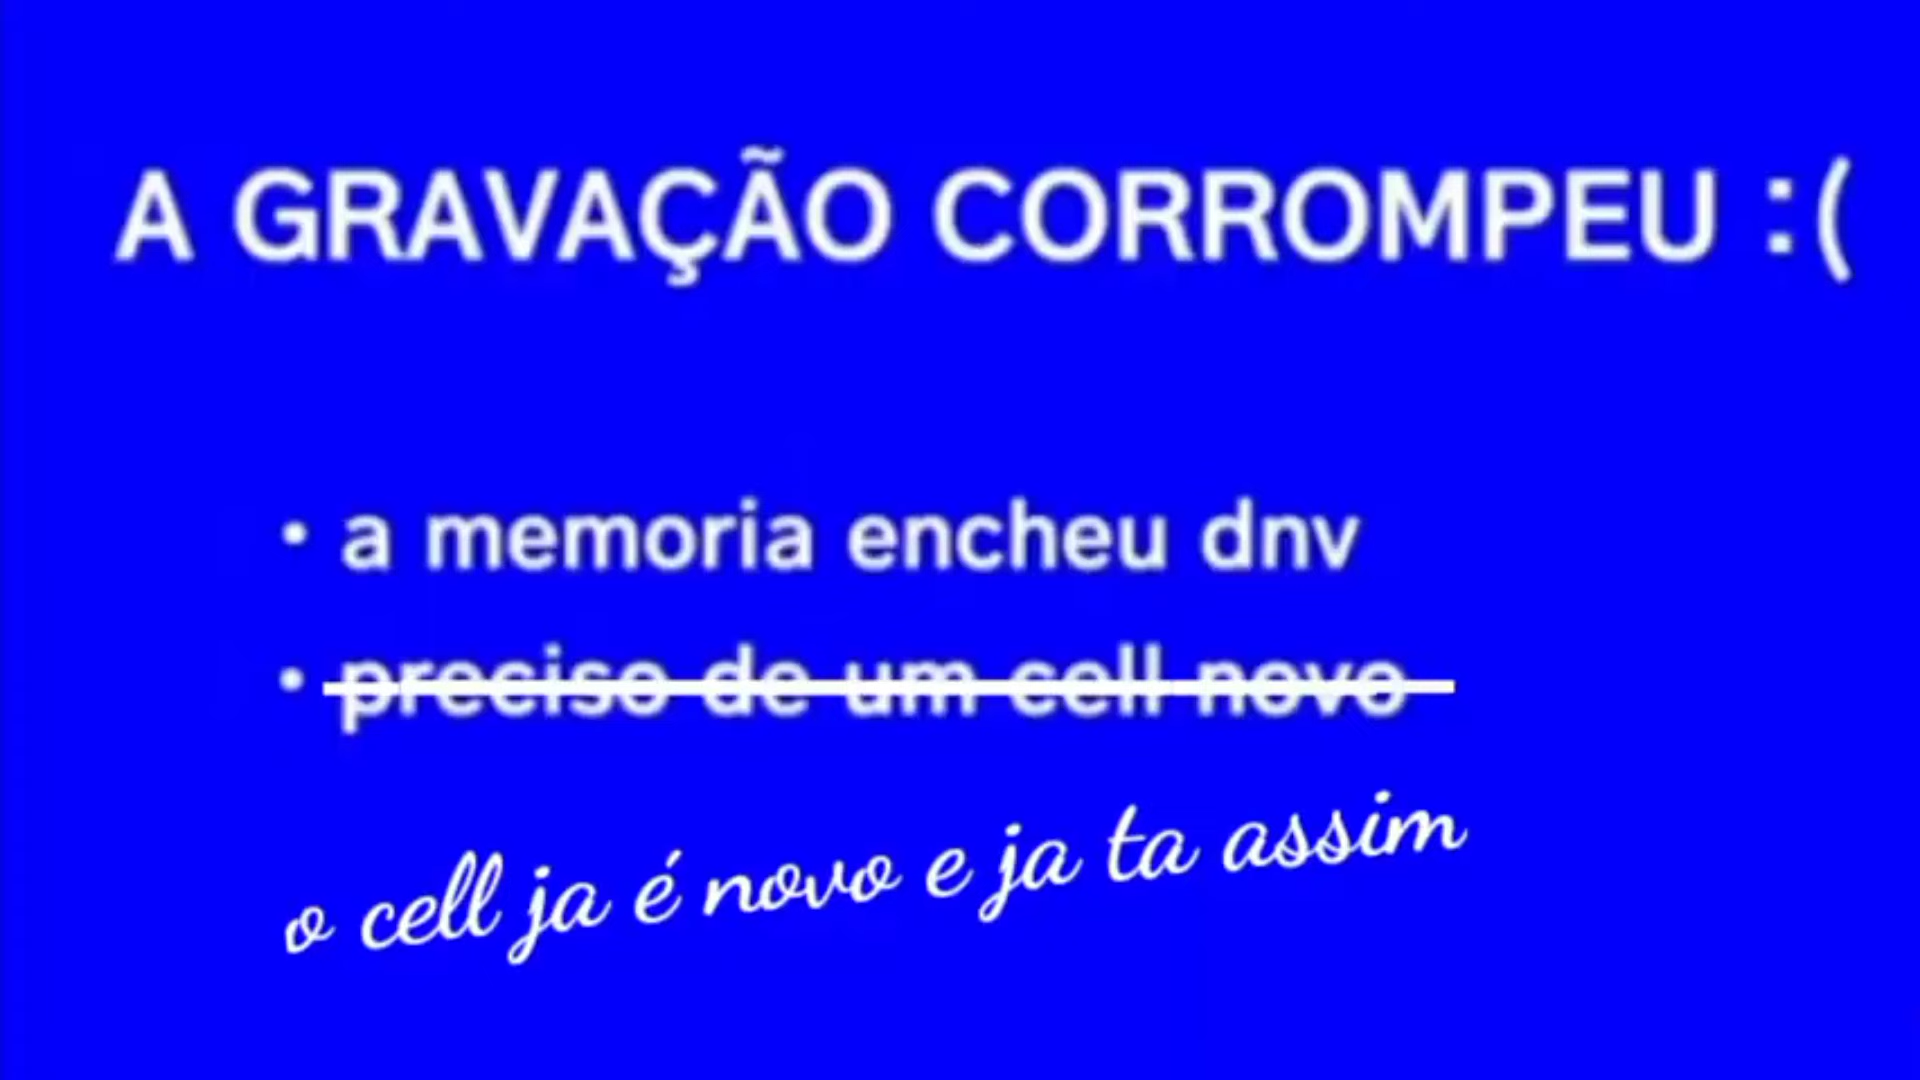 A GRAVAÇÃO CORROMPEU :(
• a memoria encheu dnv
• preciso de um cell novo
o cell ja é novo e ja ta assim